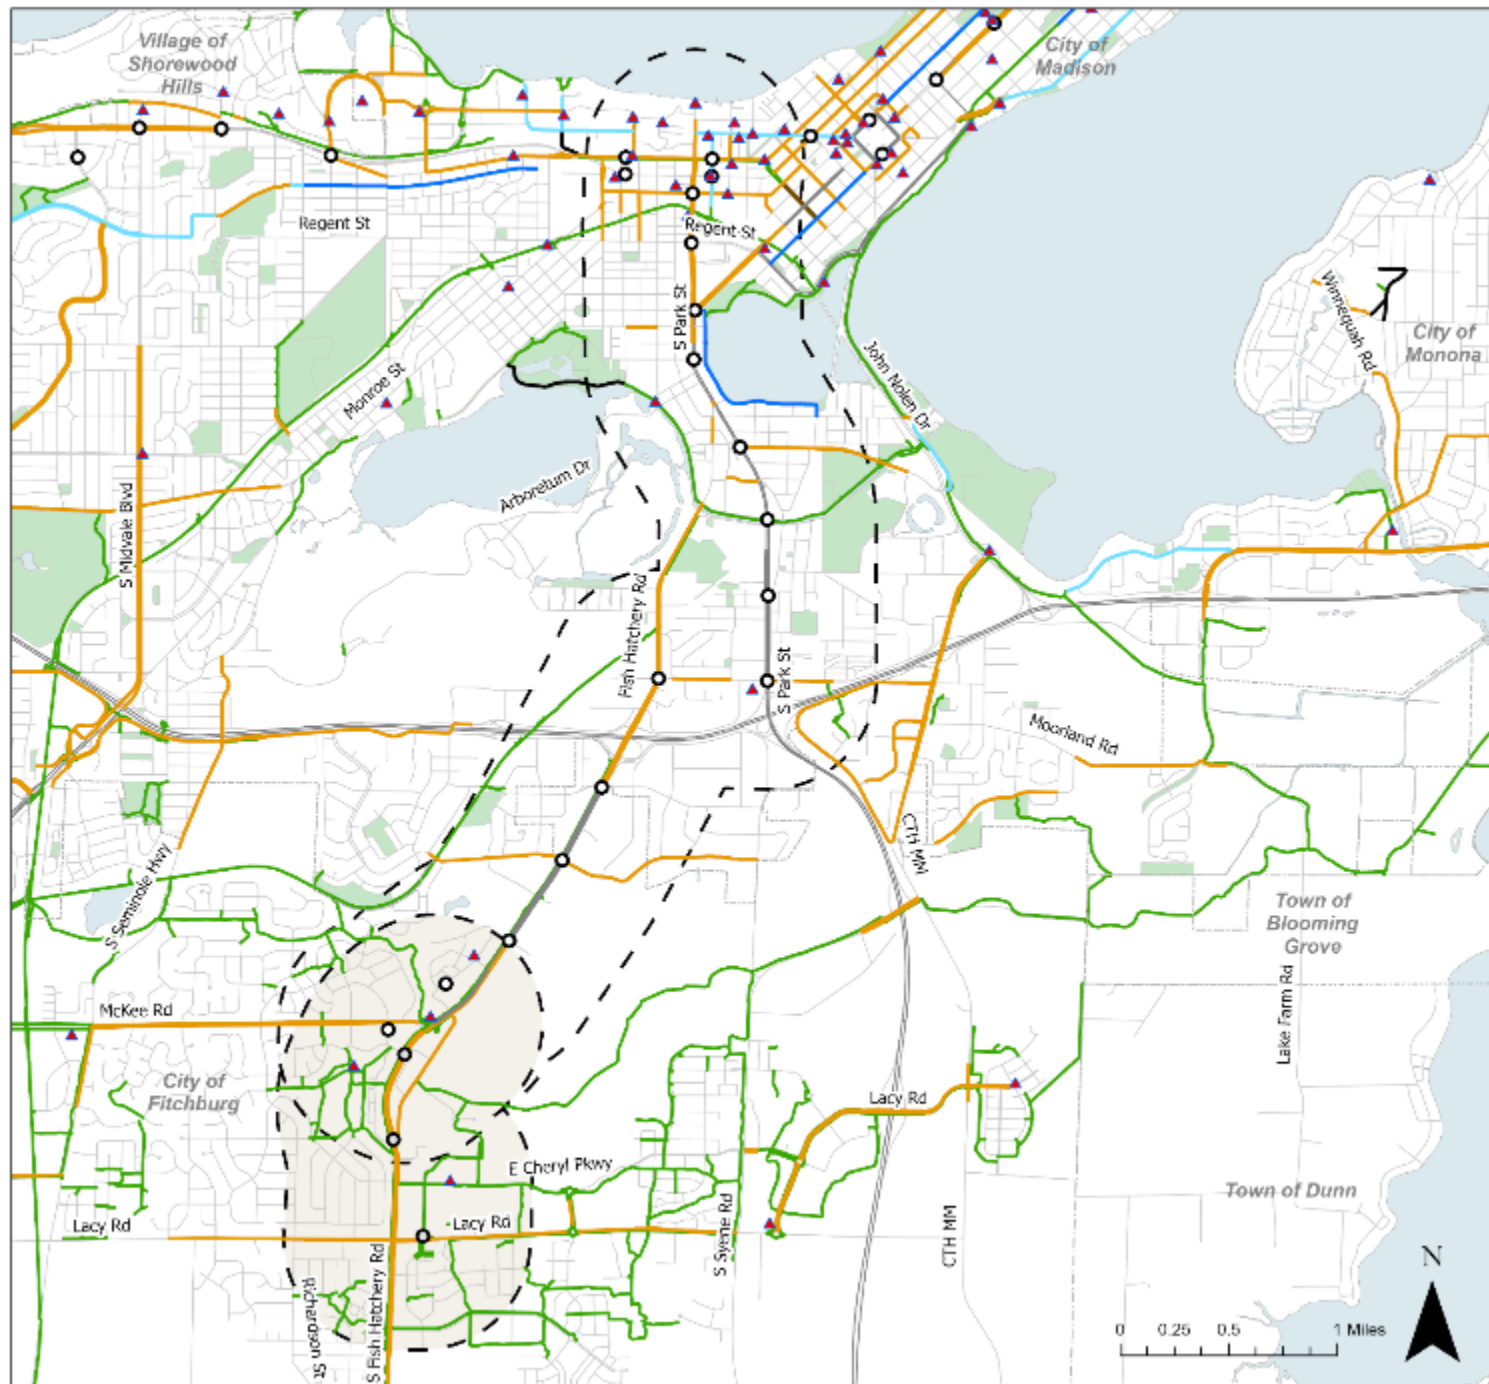 Village of
Shorewood
Hills
City of
Madison
Regent St
Regent St
S Park St
Winnequah Rd
City of
Monona
Monroe St
John Nolen Dr
Arboretum Dr
S Midvale Blvd
Fish Hatchery Rd
S Park St
Moorland Rd
CTH MM
S Seminole Hwy
Town of
Blooming
Grove
Lake Farm Rd
McKee Rd
City of
Fitchburg
Lacy Rd
E Cheryl Pkwy
Town of Dunn
Lacy Rd
Lacy Rd
S Syene Rd
CTH MM
Richardson St
S Fish Hatchery Rd
N
0 0.25 0.5 1 Miles